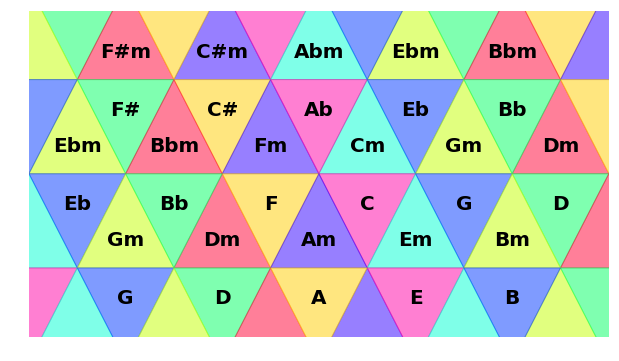 F#m C#m Abm Ebm Bbm
F# C# Ab Eb Bb
Ebm Bbm Fm Cm Gm Dm
Eb Bb F C G D
Gm Dm Am Em Bm
G D A E B